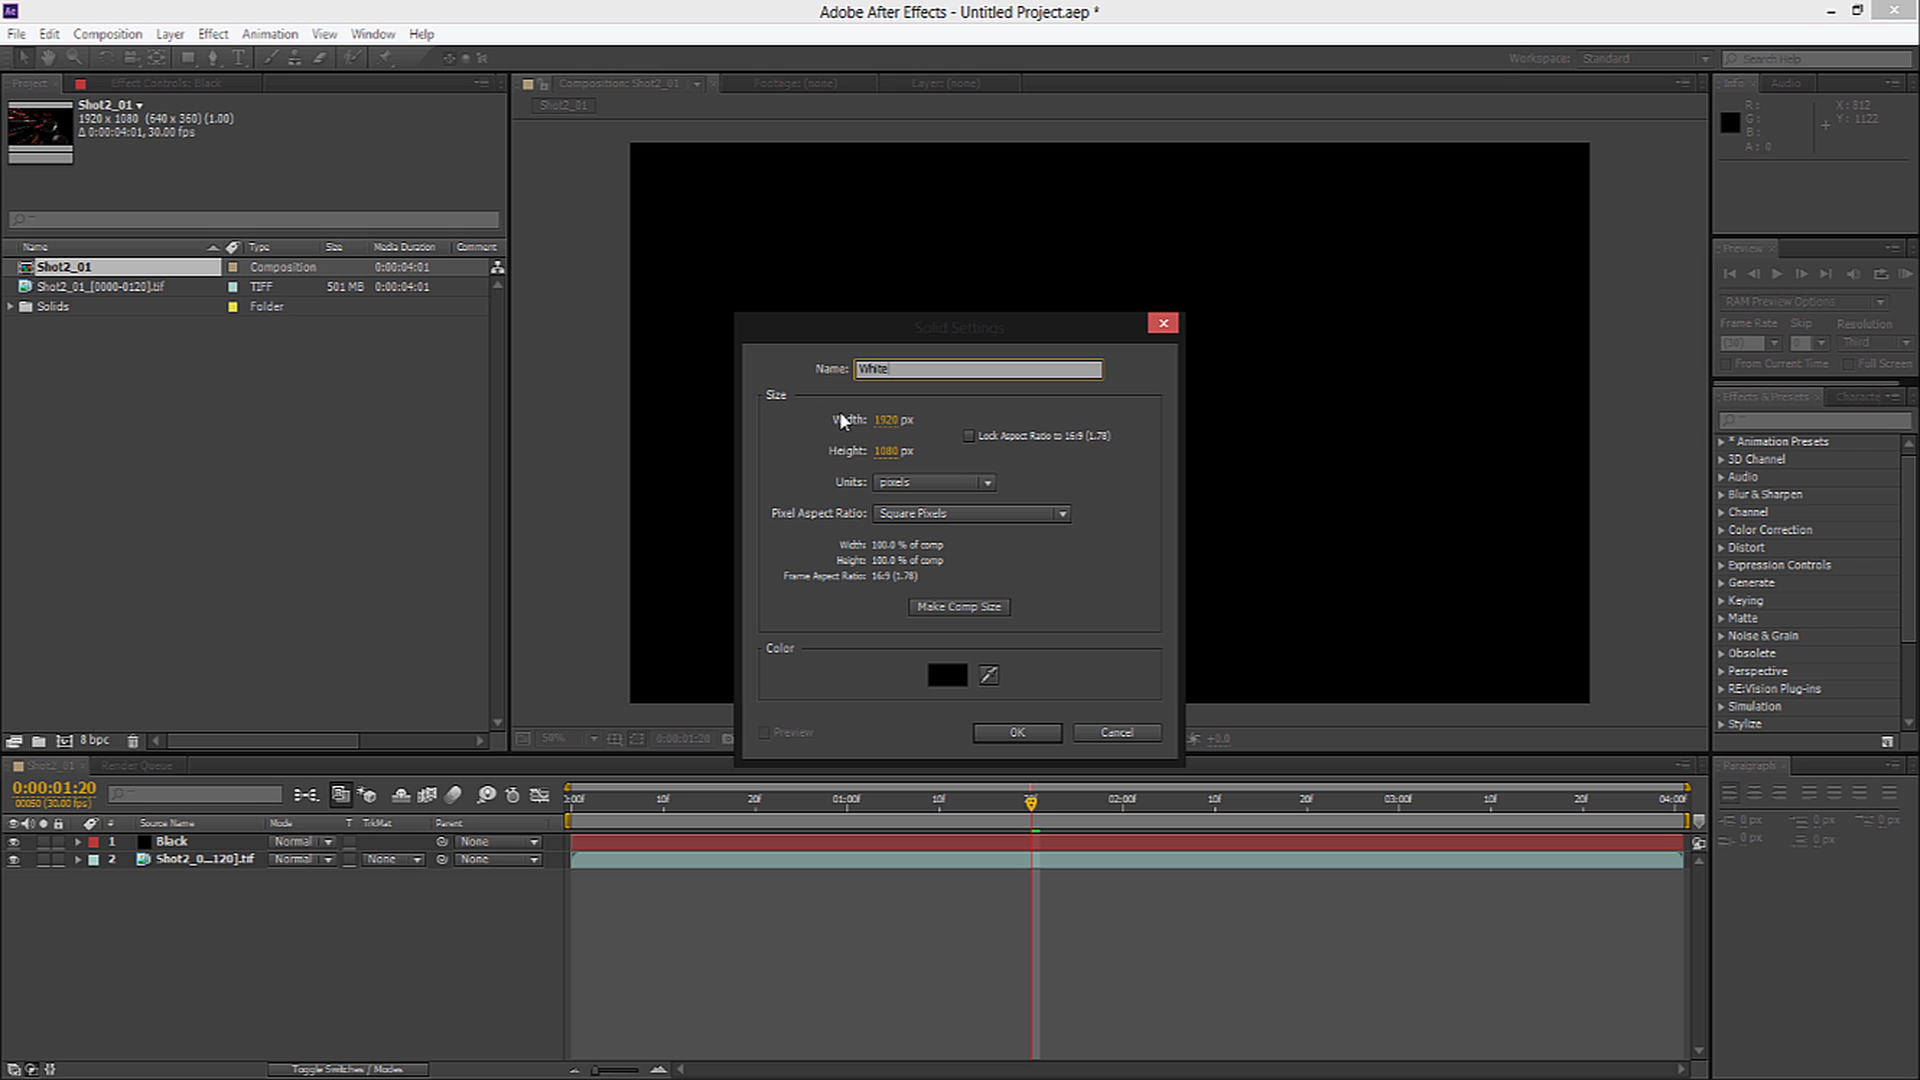 Adobe After Effects - Untitled Project.aep *
File Edit Composition Layer Effect Animation View Window Help
Workspace: Standard
Search Help
Project
Effect Controls: Black
Shot2_01
1920 x 1080 (640 x 360) (1.00)
Δ 0:00:04:01, 30.00 fps
Name Type Size Media Duration Comment
Shot2_01 Composition 0:00:04:01
Shot2_01_[0000-0120].tif TIFF 501 MB 0:00:04:01
Solids Folder
8 bpc
Composition: Shot2_01
Footage: (none)
Layer: (none)
Shot2_01
50%
0:00:01:20
+0.0
Solid Settings
Name: White
Size
Width: 1920 px
Lock Aspect Ratio to 16:9 (1.78)
Height: 1080 px
Units: pixels
Pixel Aspect Ratio: Square Pixels
Width: 100.0 % of comp
Height: 100.0 % of comp
Frame Aspect Ratio: 16:9 (1.78)
Make Comp Size
Color
Preview
OK
Cancel
Info
Audio
R:
G:
B:
A: 0
X: 812
Y: 1122
Preview
RAM Preview Options
Frame Rate Skip Resolution
(30) 0 Third
From Current Time Full Screen
Effects & Presets
Characte
* Animation Presets
3D Channel
Audio
Blur & Sharpen
Channel
Color Correction
Distort
Expression Controls
Generate
Keying
Matte
Noise & Grain
Obsolete
Perspective
RE:Vision Plug-ins
Simulation
Stylize
Shot2_01
Render Queue
0:00:01:20
00050 (30.00 fps)
:00f 10f 20f 01:00f 10f 02:00f 10f 20f 03:00f 10f 20f 04:00f
# Source Name Mode T TrkMat Parent
1 Black Normal None
2 Shot2_0...120].tif Normal None None
Toggle Switches / Modes
Paragraph
0 px 0 px 0 px
0 px 0 px